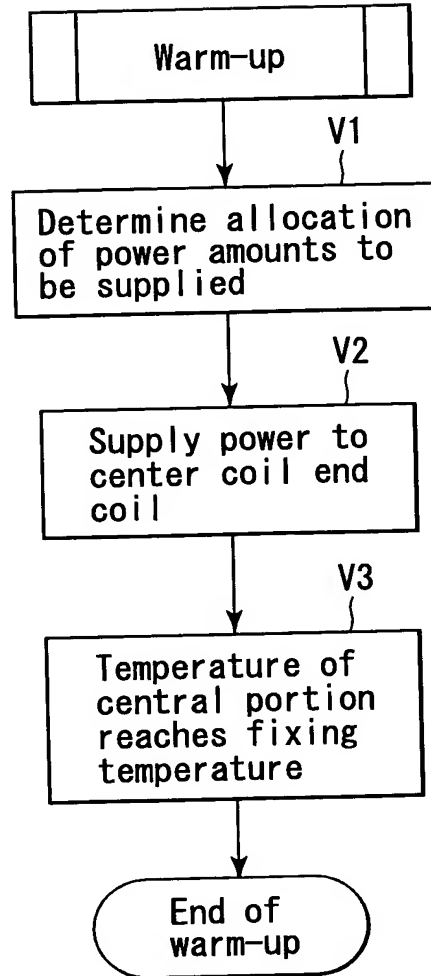 Warm-up
V1
Determine allocation
of power amounts to
be supplied
V2
Supply power to
center coil end
coil
V3
Temperature of
central portion
reaches fixing
temperature
End of
warm-up